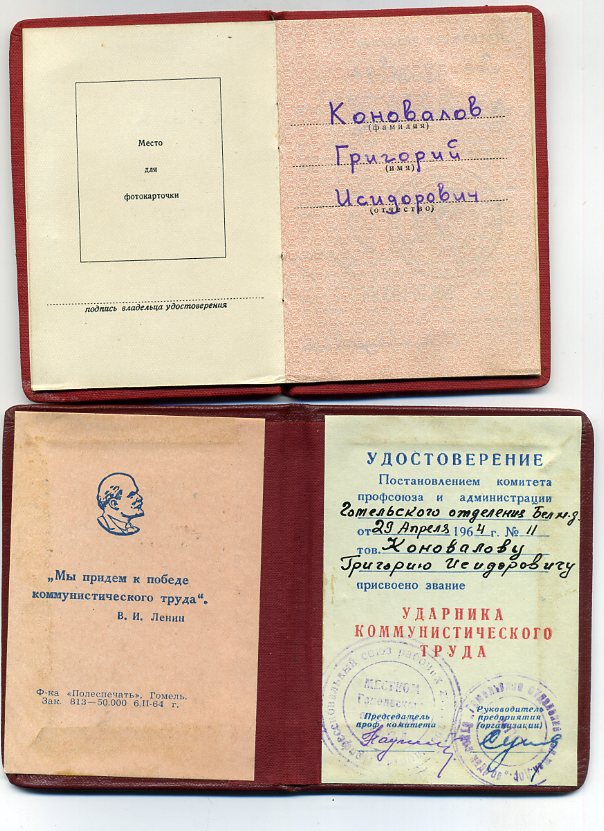 Место
для
фотокарточки
подпись владельца удостоверения
Коновалов
(фамилия)
Григорий
(имя)
Исидорович
(отчество)
„Мы придем к победе
коммунистического труда“.
В. И. Ленин
Ф-ка «Полеспечать», Гомель.
Зак. 813—50.000 6.II-64 г.
УДОСТОВЕРЕНИЕ
Постановлением комитета
профсоюза и администрации
Гомельского отделения Бел.ж.д.
от 29 Апреля 1964 г. № 11
тов. Коновалову
Григорию Исидоровичу
присвоено звание
УДАРНИКА
КОММУНИСТИЧЕСКОГО
ТРУДА
МЕСТКОМ
Председатель
проф. комитета
Руководитель
предприятия
(организации)